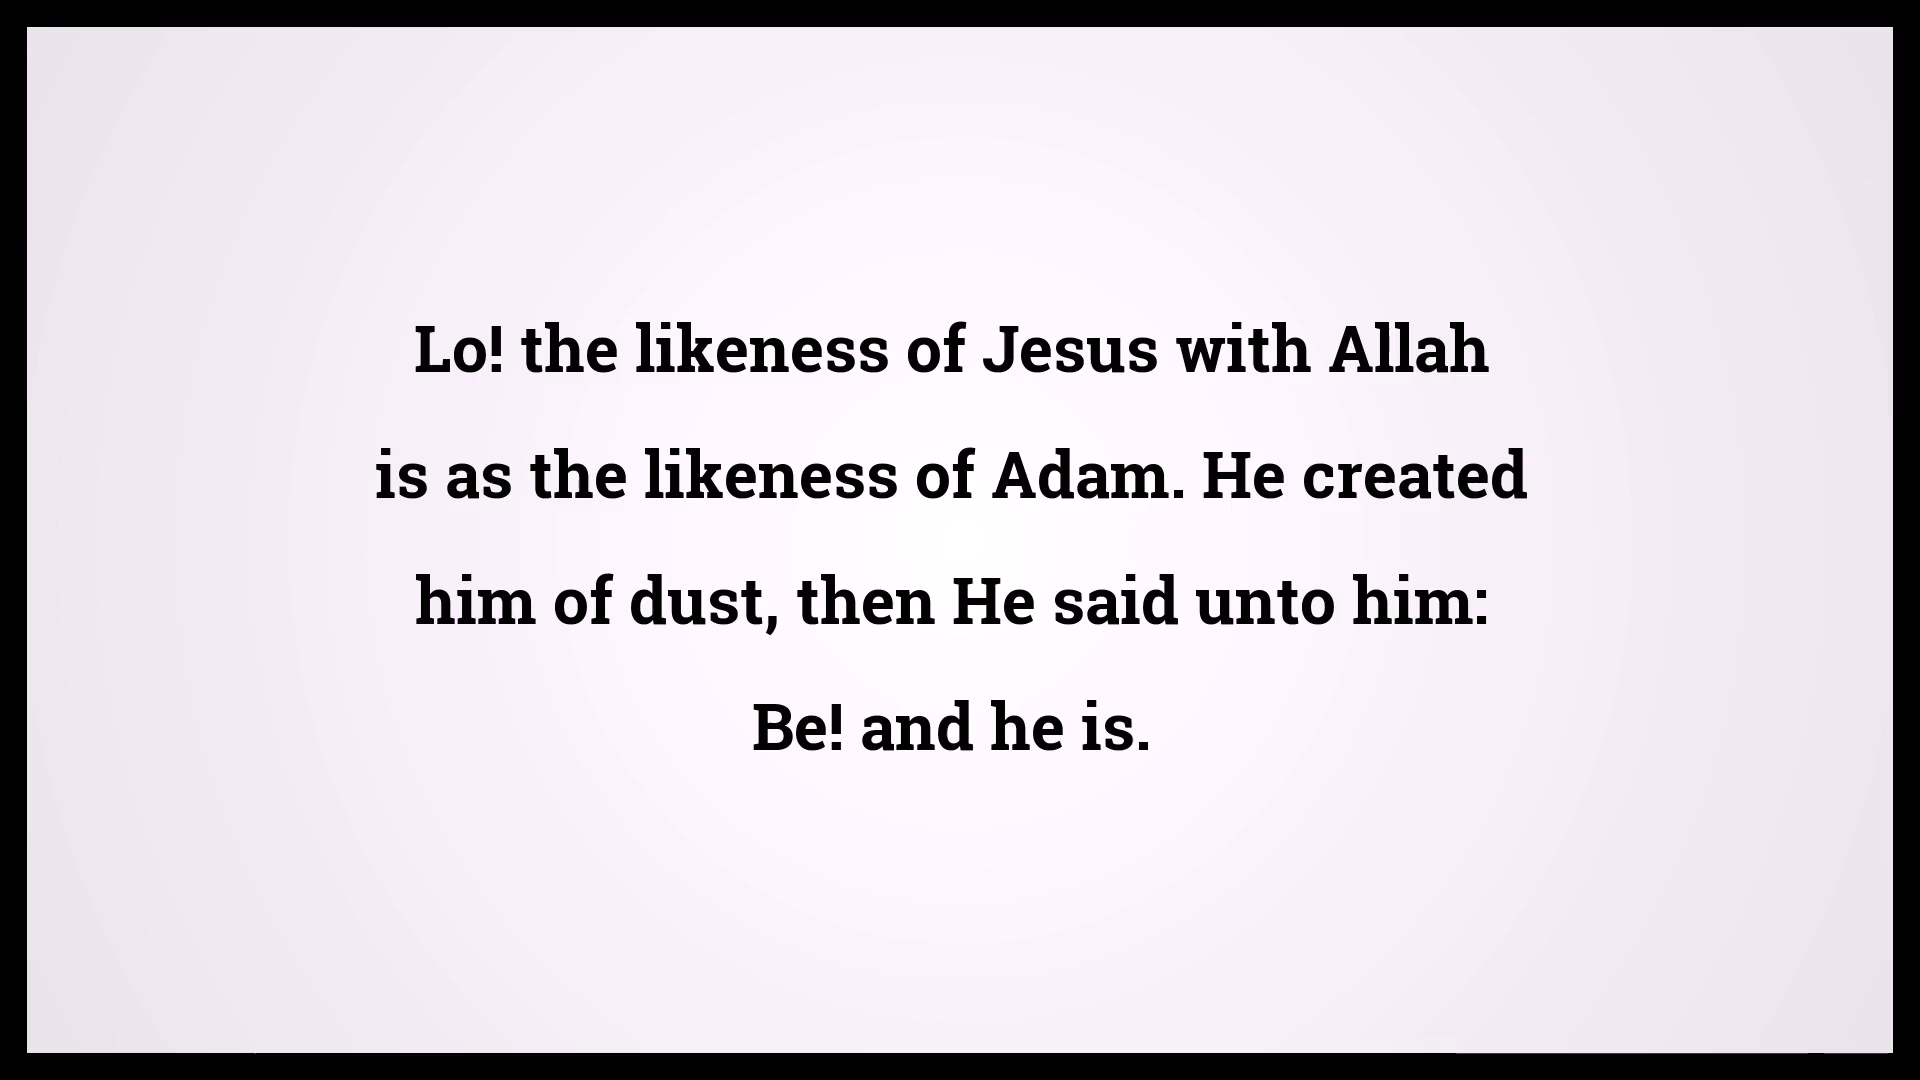 Lo! the likeness of Jesus with Allah
is as the likeness of Adam. He created
him of dust, then He said unto him:
Be! and he is.